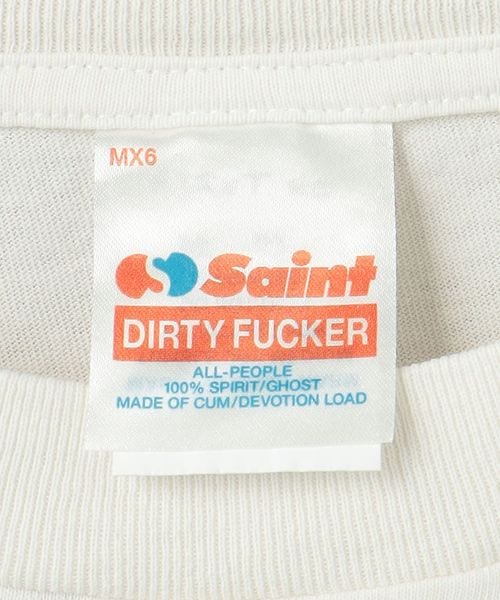 MX6
Saint
DIRTY FUCKER
ALL-PEOPLE
100% SPIRIT/GHOST
MADE OF CUM/DEVOTION LOAD